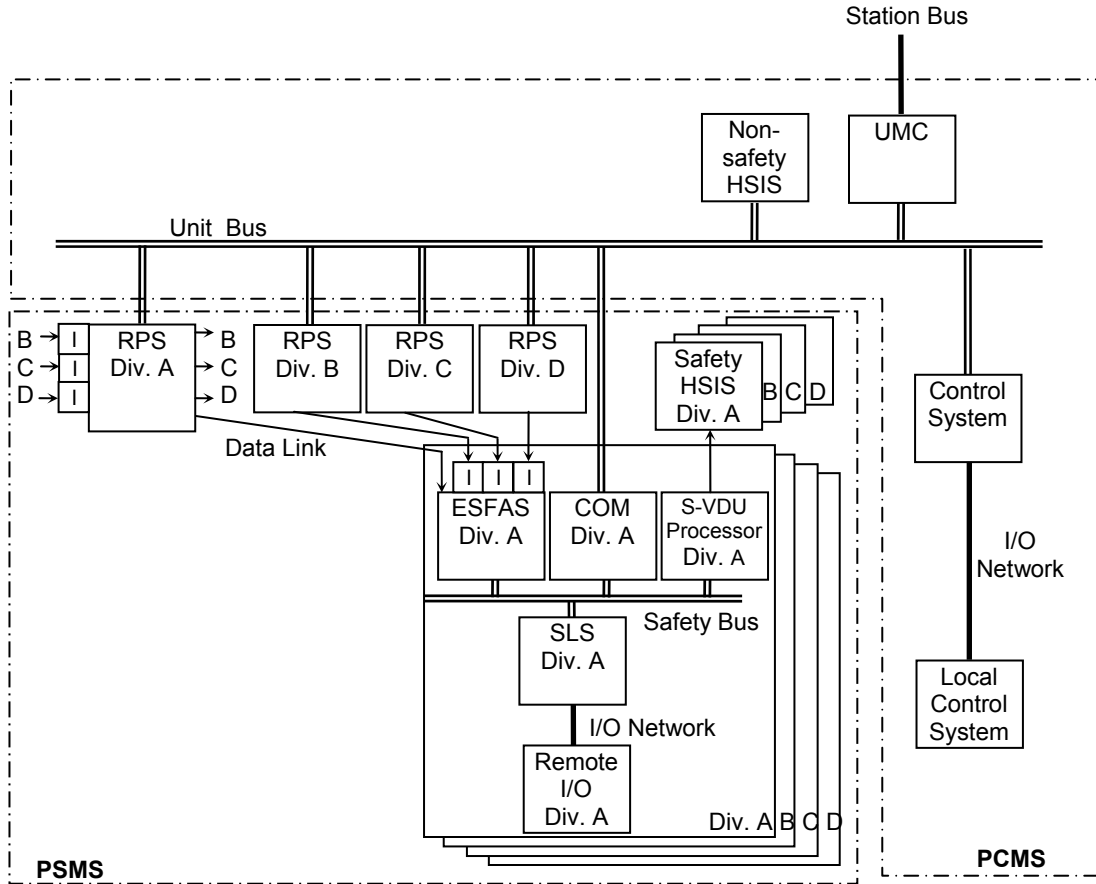 Station Bus
Non-
safety
HSIS
UMC
Unit Bus
B
C
D
I
I
I
RPS
Div. A
B
C
D
RPS
Div. B
RPS
Div. C
RPS
Div. D
Safety
HSIS
Div. A
B
C
D
Control
System
Data Link
I
I
I
ESFAS
Div. A
COM
Div. A
S-VDU
Processor
Div. A
I/O
Network
Safety Bus
SLS
Div. A
I/O Network
Remote
I/O
Div. A
Local
Control
System
Div. A B C D
PSMS
PCMS